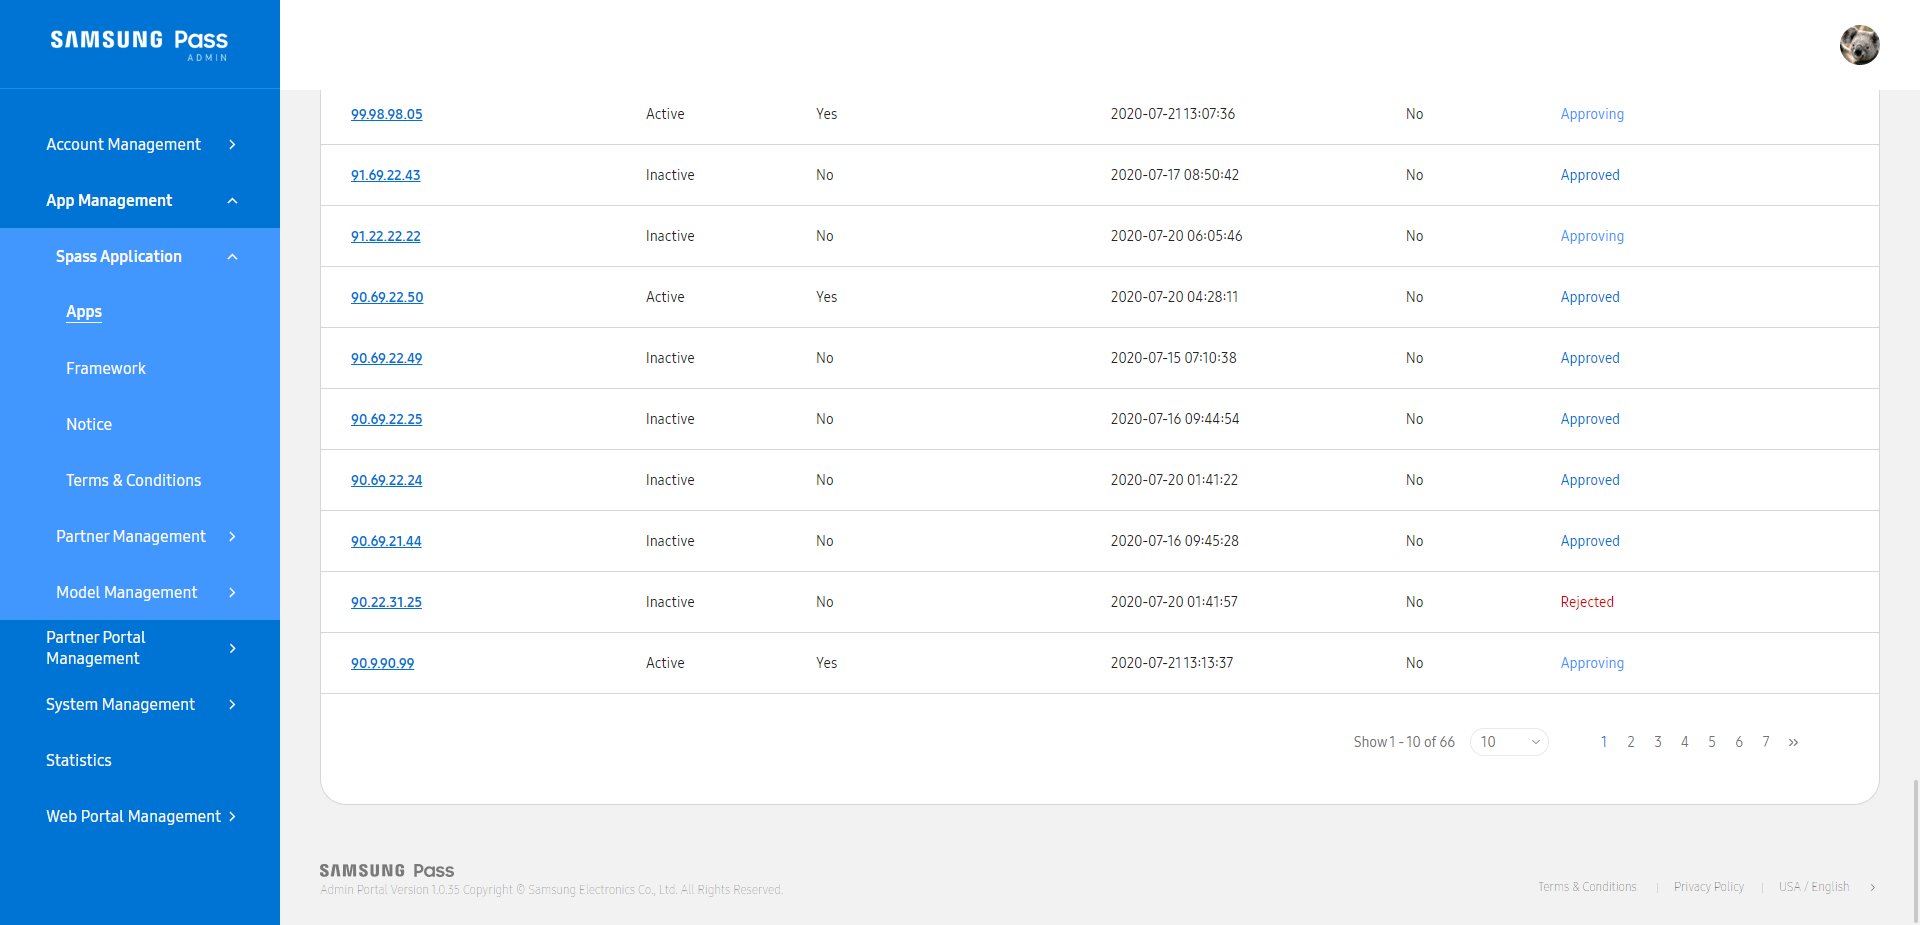 SAMSUNG Pass
ADMIN
Account Management
App Management
Spass Application
Apps
Framework
Notice
Terms & Conditions
Partner Management
Model Management
Partner Portal
Management
System Management
Statistics
Web Portal Management
99.98.98.05 Active Yes 2020-07-21 13:07:36 No Approving
91.69.22.43 Inactive No 2020-07-17 08:50:42 No Approved
91.22.22.22 Inactive No 2020-07-20 06:05:46 No Approving
90.69.22.50 Active Yes 2020-07-20 04:28:11 No Approved
90.69.22.49 Inactive No 2020-07-15 07:10:38 No Approved
90.69.22.25 Inactive No 2020-07-16 09:44:54 No Approved
90.69.22.24 Inactive No 2020-07-20 01:41:22 No Approved
90.69.21.44 Inactive No 2020-07-16 09:45:28 No Approved
90.22.31.25 Inactive No 2020-07-20 01:41:57 No Rejected
90.9.90.99 Active Yes 2020-07-21 13:13:37 No Approving
Show 1 - 10 of 66 10 1 2 3 4 5 6 7 »
SAMSUNG Pass
Admin Portal Version 1.0.35 Copyright © Samsung Electronics Co., Ltd. All Rights Reserved.
Terms & Conditions | Privacy Policy | USA / English >